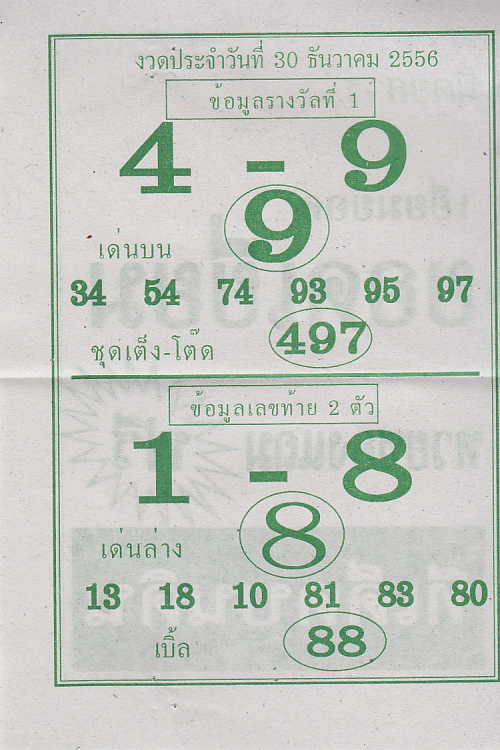 งวดประจำวันที่ 30 ธันวาคม 2556
ข้อมูลรางวัลที่ 1
4 - 9
9
เด่นบน
34 54 74 93 95 97
ชุดเต็ง-โต๊ด 497
ข้อมูลเลขท้าย 2 ตัว
1 - 8
8
เด่นล่าง
13 18 10 81 83 80
เบิ้ล 88